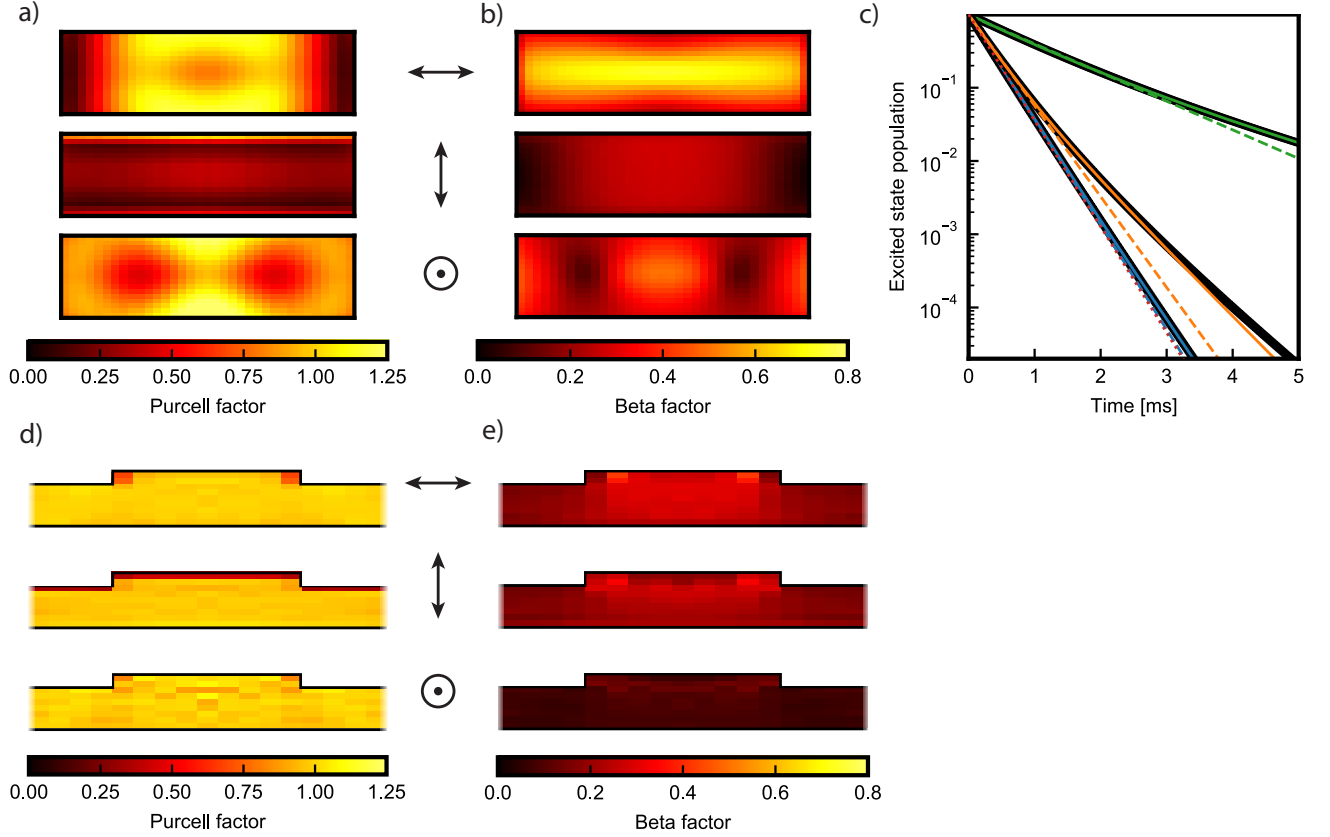 a)
b)
c)
0.00 0.25 0.50 0.75 1.00 1.25
Purcell factor
0.0 0.2 0.4 0.6 0.8
Beta factor
Excited state population
10⁻¹
10⁻²
10⁻³
10⁻⁴
0 1 2 3 4 5
Time [ms]
d)
e)
0.00 0.25 0.50 0.75 1.00 1.25
Purcell factor
0.0 0.2 0.4 0.6 0.8
Beta factor